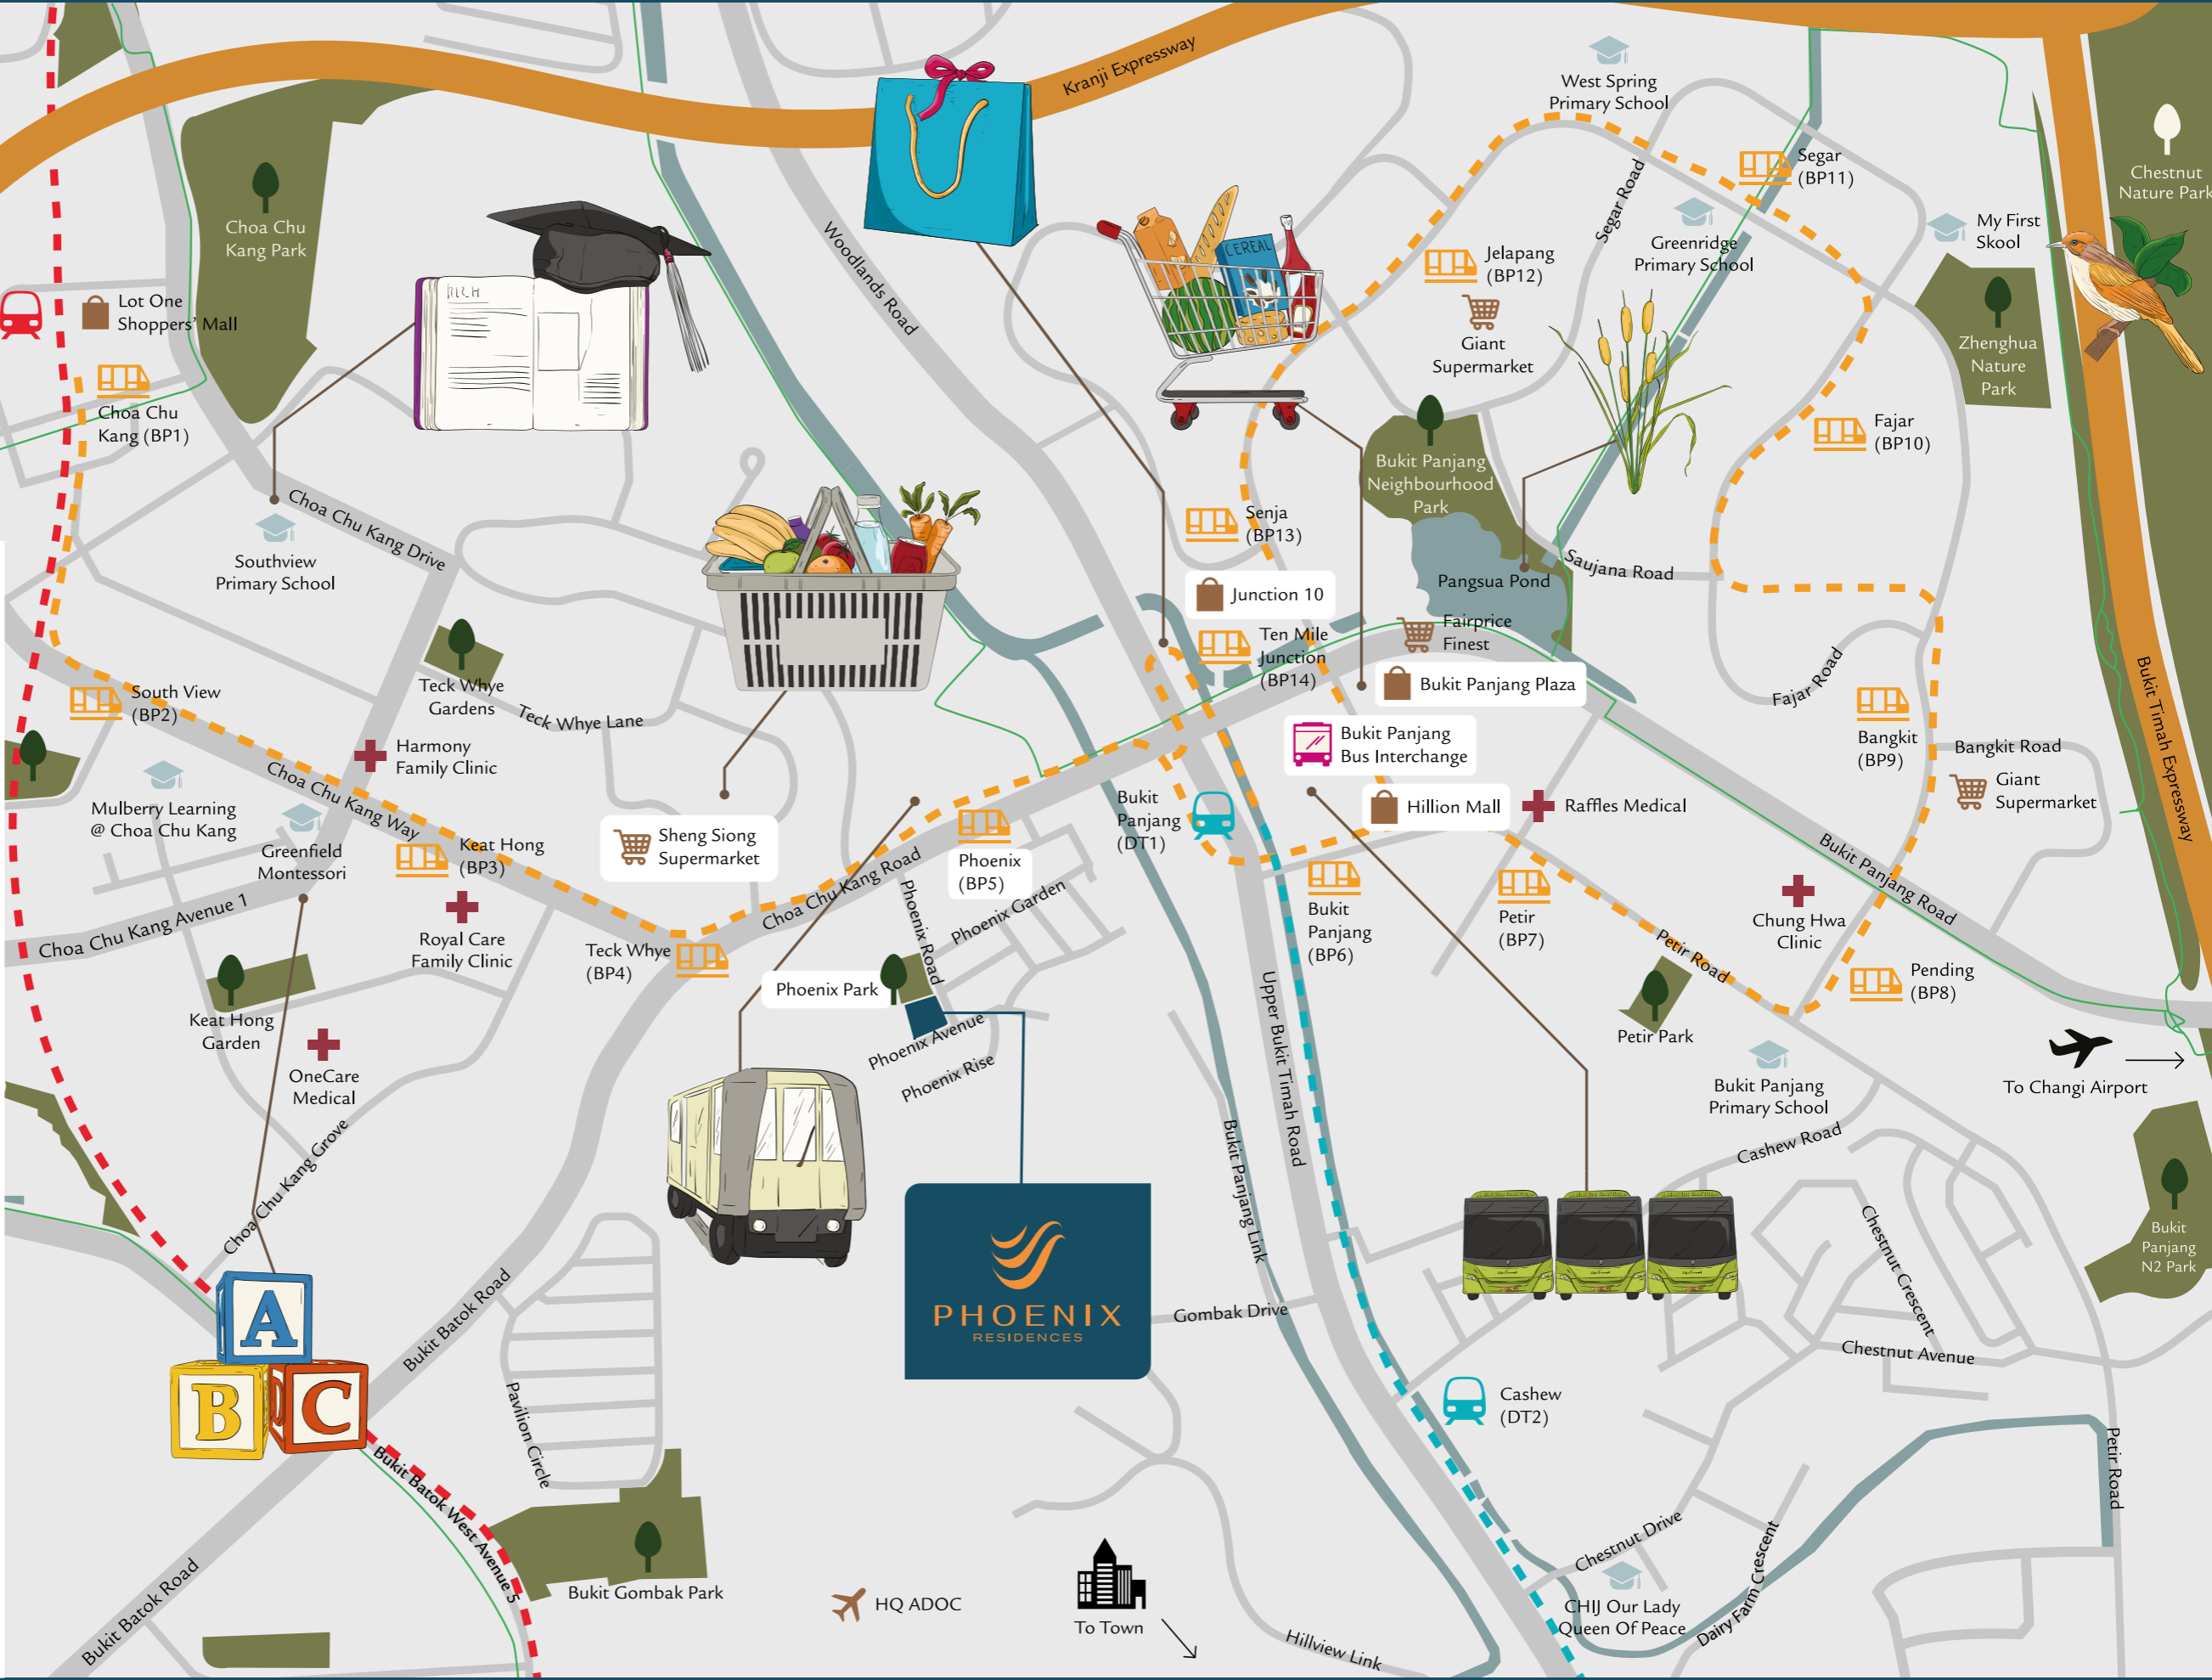 Kranji Expressway
West Spring
Primary School
Segar
(BP11)
Chestnut
Nature Park
Choa Chu
Kang Park
Segar Road
Greenridge
Primary School
My First
Skool
Woodlands Road
CEREAL
Jelapang
(BP12)
Lot One
Shoppers' Mall
Giant
Supermarket
Zhenghua
Nature
Park
Choa Chu
Kang (BP1)
Fajar
(BP10)
Bukit Panjang
Neighbourhood
Park
Choa Chu Kang Drive
Senja
(BP13)
Southview
Primary School
Saujana Road
Pangsua Pond
Junction 10
Fairprice
Finest
Ten Mile
Junction
(BP14)
Bukit Panjang Plaza
Fajar Road
Bukit Timah Expressway
South View
(BP2)
Teck Whye
Gardens
Teck Whye Lane
Bukit Panjang
Bus Interchange
Bangkit
(BP9)
Bangkit Road
Harmony
Family Clinic
Giant
Supermarket
Mulberry Learning
@ Choa Chu Kang
Choa Chu Kang Way
Bukit
Panjang
(DT1)
Hillion Mall
Raffles Medical
Greenfield
Montessori
Keat Hong
(BP3)
Sheng Siong
Supermarket
Phoenix
(BP5)
Choa Chu Kang Road
Bukit Panjang Road
Choa Chu Kang Avenue 1
Royal Care
Family Clinic
Teck Whye
(BP4)
Phoenix Road
Phoenix Garden
Bukit
Panjang
(BP6)
Petir
(BP7)
Chung Hwa
Clinic
Petir Road
Pending
(BP8)
Phoenix Park
Keat Hong
Garden
Phoenix Avenue
Phoenix Rise
Upper Bukit Timah Road
Petir Park
OneCare
Medical
Bukit Panjang
Primary School
To Changi Airport
Choa Chu Kang Grove
Bukit Panjang Link
Cashew Road
Chestnut Crescent
Bukit
Panjang
N2 Park
PHOENIX
RESIDENCES
Gombak Drive
Chestnut Avenue
A
B
C
Bukit Batok Road
Pavilion Circle
Cashew
(DT2)
Petir Road
Bukit Batok West Avenue 5
Chestnut Drive
Dairy Farm Crescent
Bukit Gombak Park
HQ ADOC
To Town
CHIJ Our Lady
Queen Of Peace
Bukit Batok Road
Hillview Link